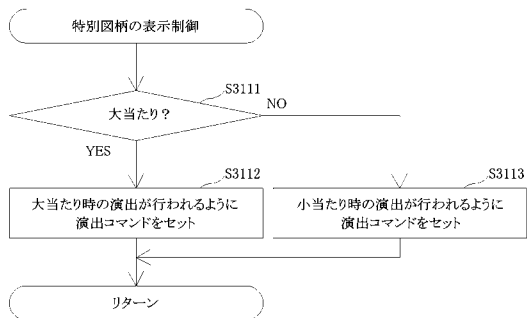 特別図柄の表示制御
S3111
大当たり？
NO
YES
S3112
大当たり時の演出が行われるように
演出コマンドをセット
S3113
小当たり時の演出が行われるように
演出コマンドをセット
リターン